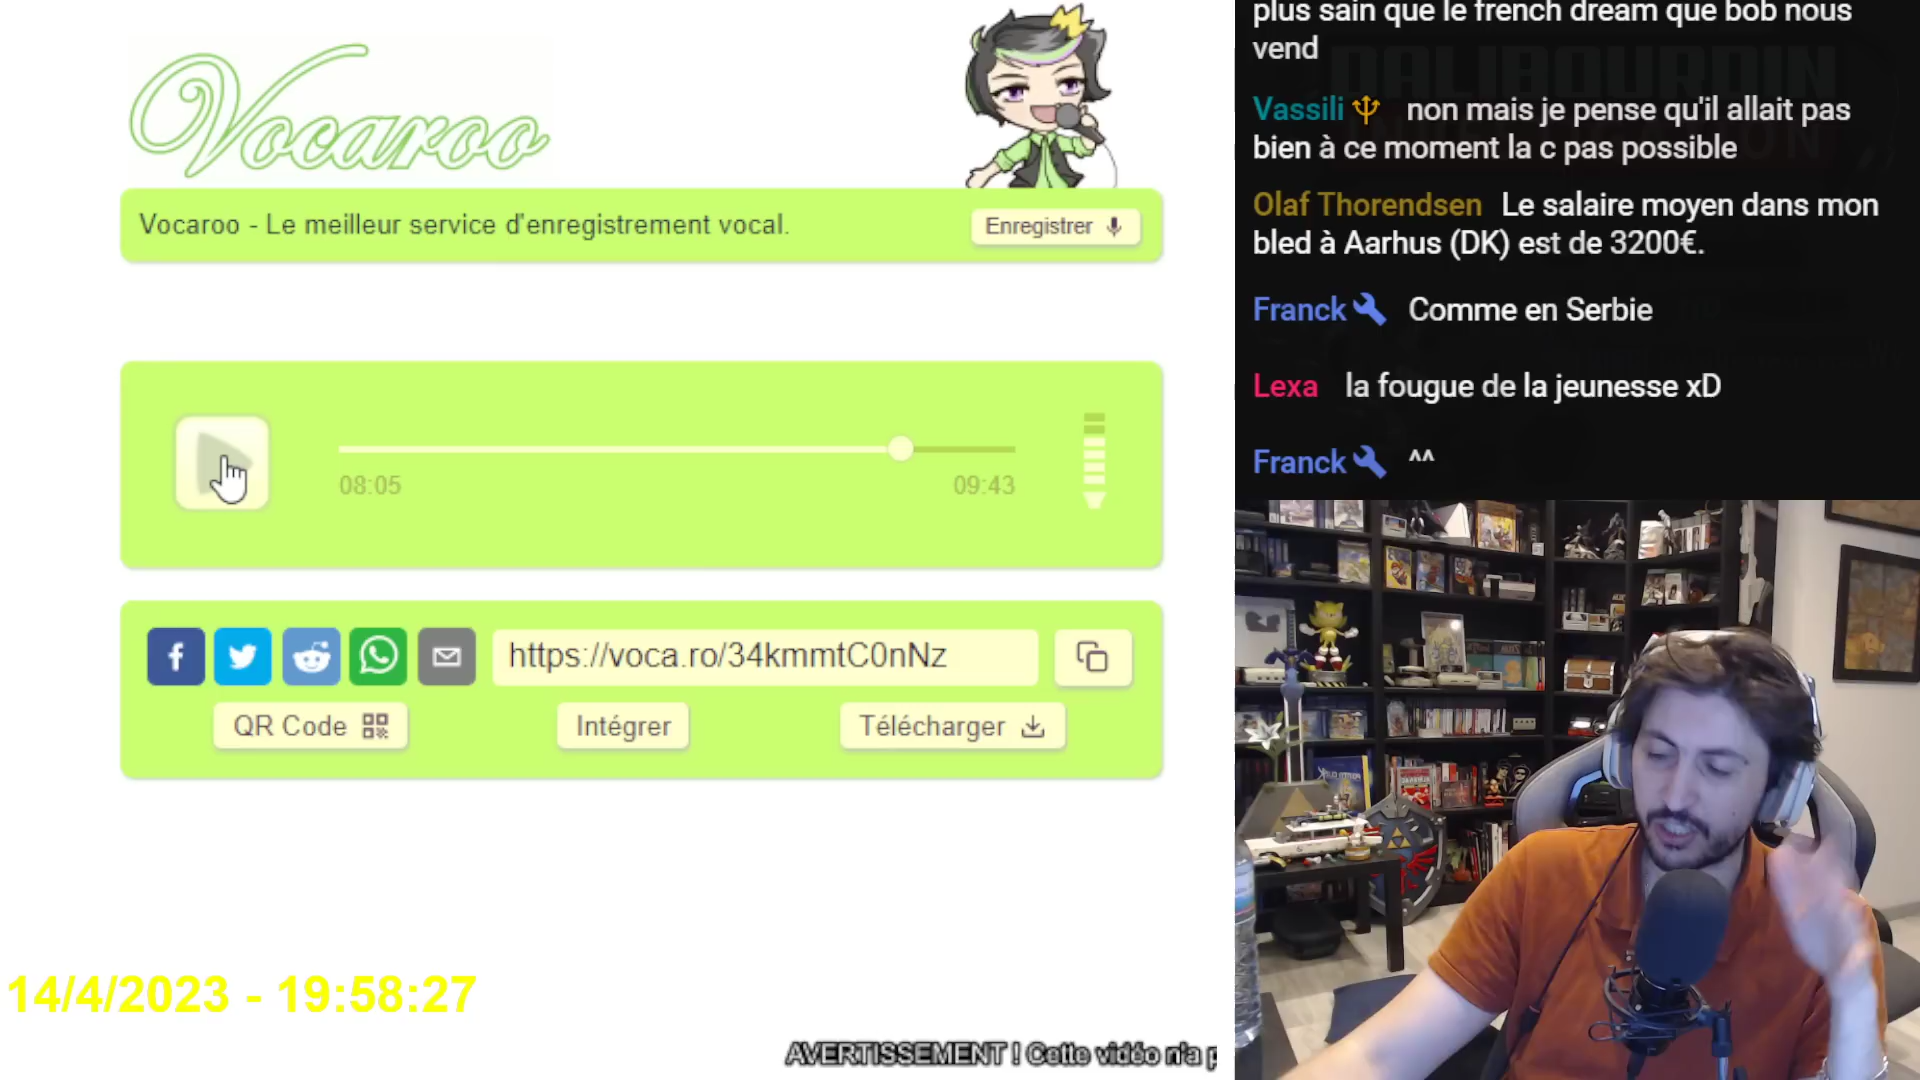 Vocaroo
Vocaroo - Le meilleur service d'enregistrement vocal.
Enregistrer
08:05
09:43
https://voca.ro/34kmmtC0nNz
QR Code
Intégrer
Télécharger
14/4/2023 - 19:58:27
AVERTISSEMENT ! Cette vidéo n'a p
plus sain que le french dream que bob nous
vend
Vassili non mais je pense qu'il allait pas
bien à ce moment la c pas possible
Olaf Thorendsen Le salaire moyen dans mon
bled à Aarhus (DK) est de 3200€.
Franck Comme en Serbie
Lexa la fougue de la jeunesse xD
Franck ^^
DALIBOURDIN